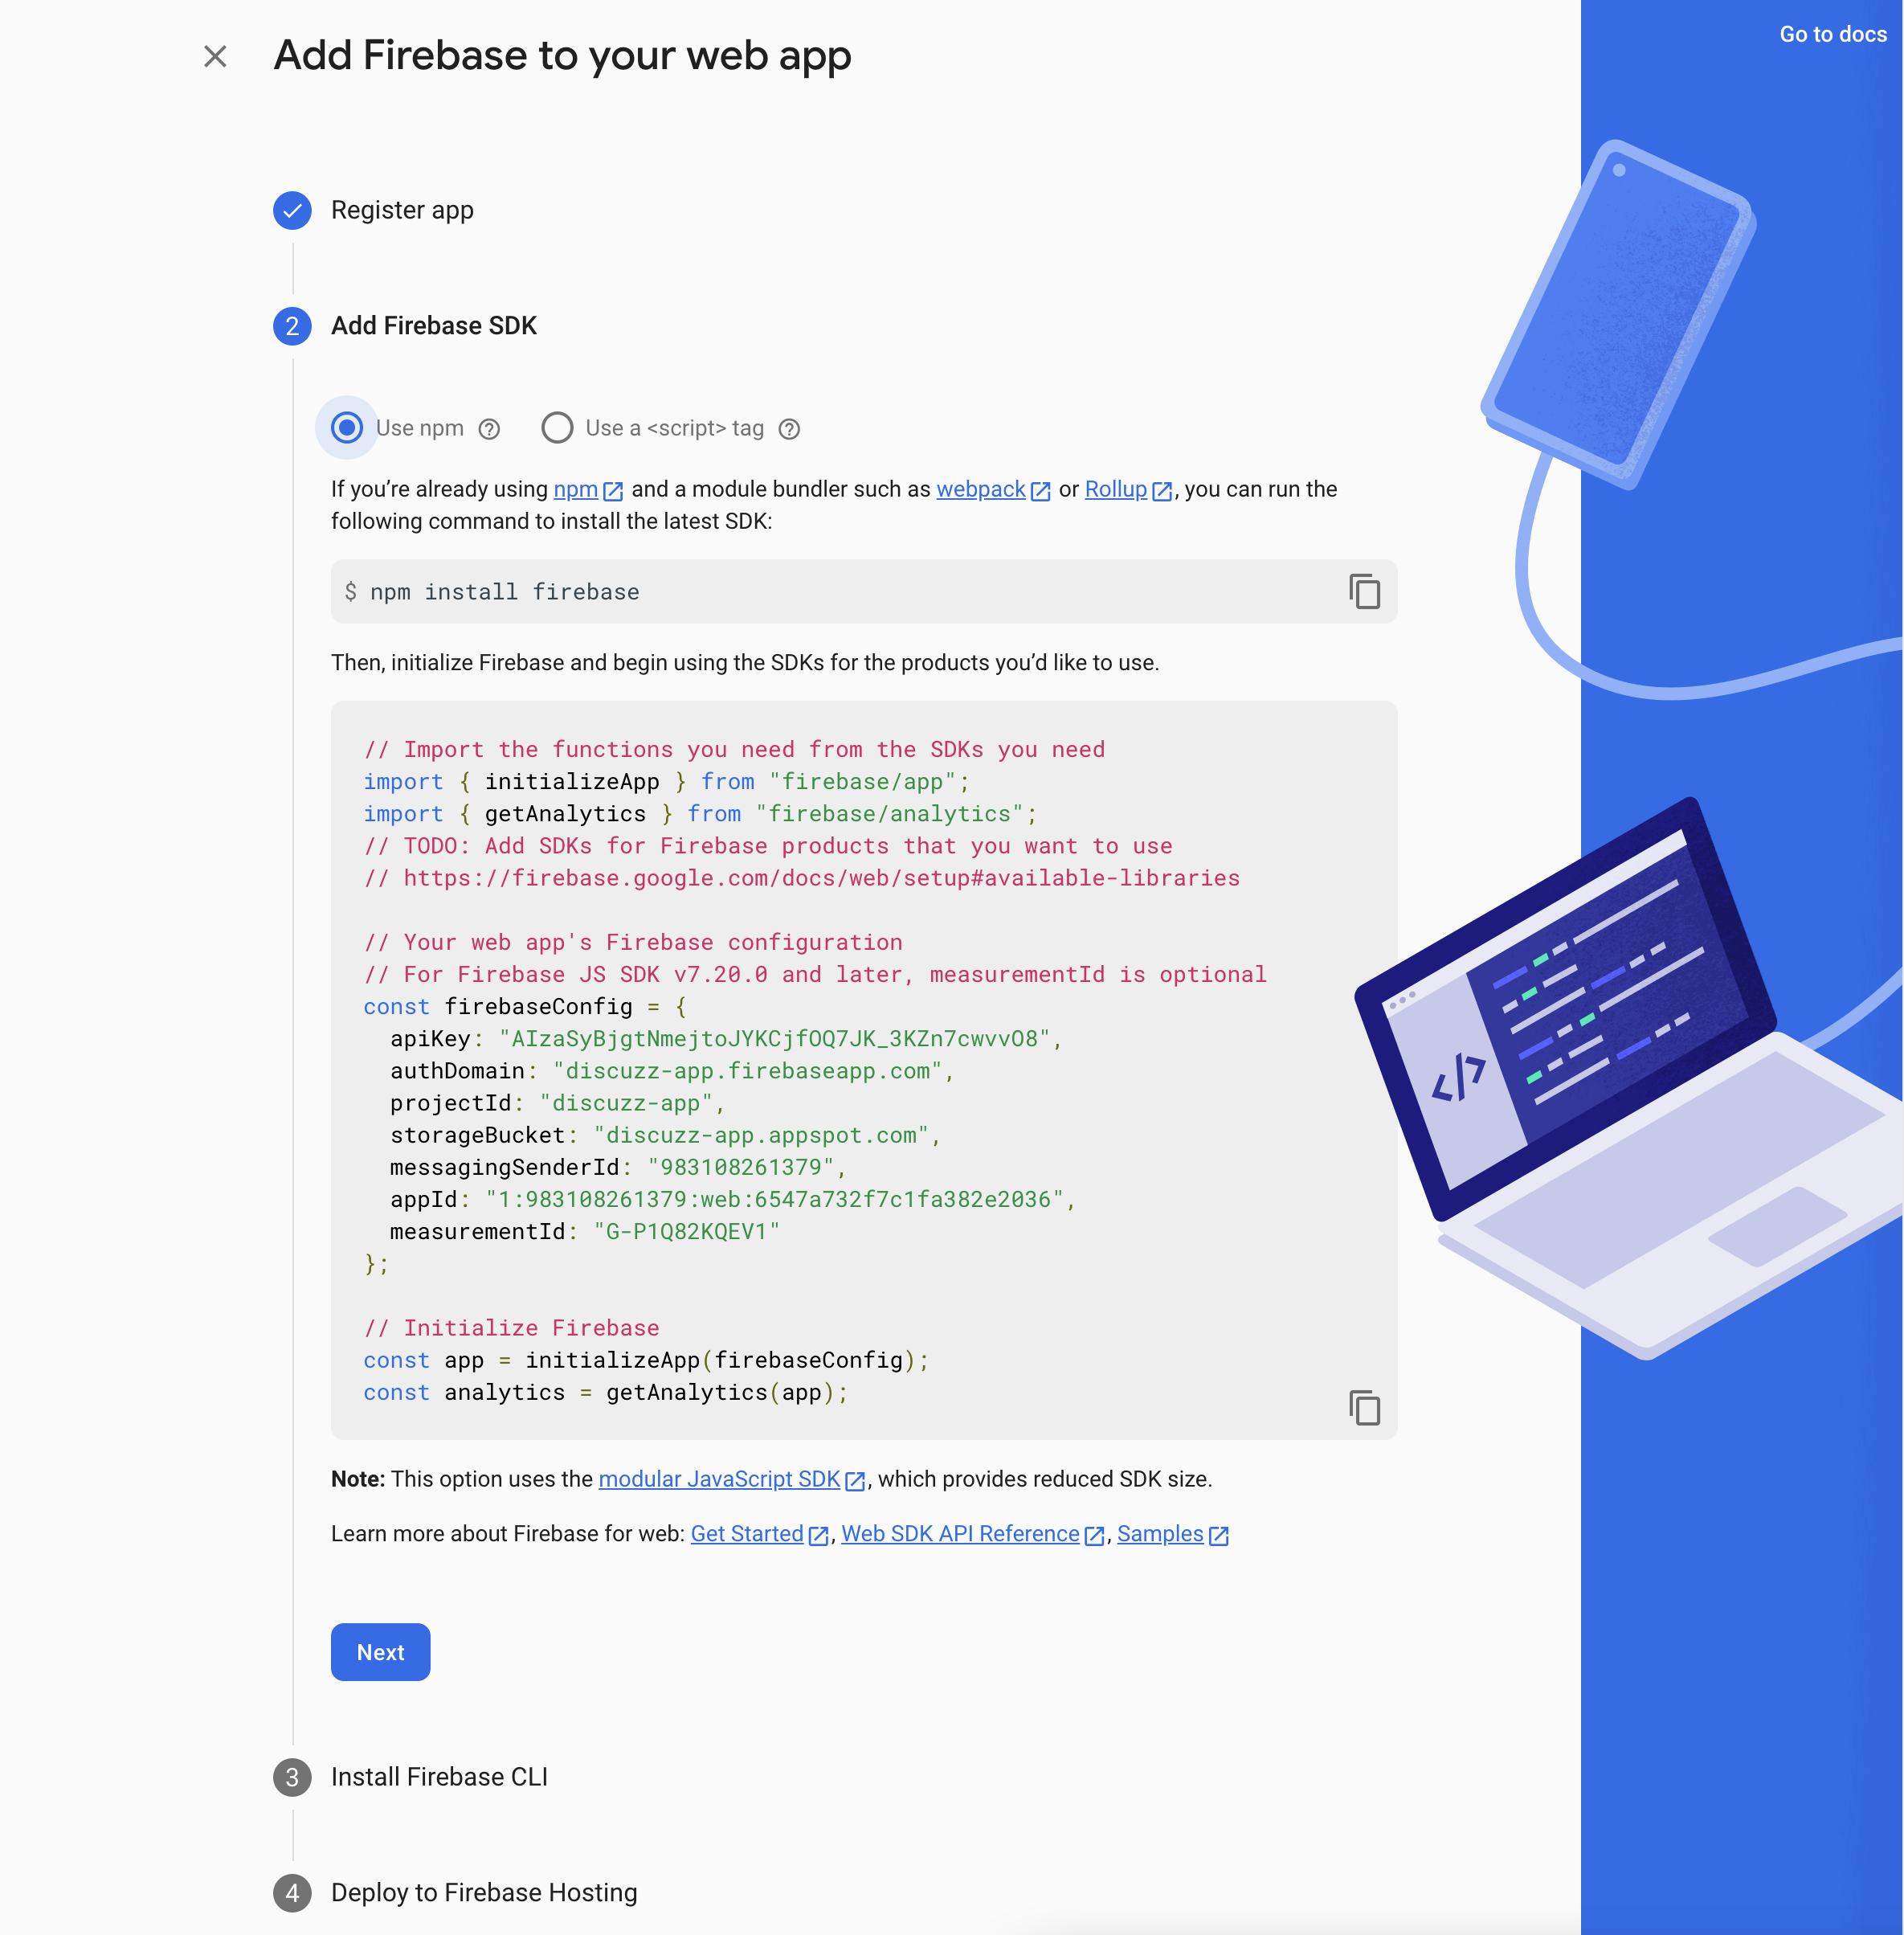 Go to docs
Add Firebase to your web app
Register app
2 Add Firebase SDK
Use npm Use a <script> tag
If you’re already using npm and a module bundler such as webpack or Rollup, you can run the
following command to install the latest SDK:
$ npm install firebase
Then, initialize Firebase and begin using the SDKs for the products you’d like to use.
// Import the functions you need from the SDKs you need
import { initializeApp } from "firebase/app";
import { getAnalytics } from "firebase/analytics";
// TODO: Add SDKs for Firebase products that you want to use
// https://firebase.google.com/docs/web/setup#available-libraries
// Your web app's Firebase configuration
// For Firebase JS SDK v7.20.0 and later, measurementId is optional
const firebaseConfig = {
apiKey: "AIzaSyBjgtNmejtoJYKCjfOQ7JK_3KZn7cwvvO8",
authDomain: "discuzz-app.firebaseapp.com",
projectId: "discuzz-app",
storageBucket: "discuzz-app.appspot.com",
messagingSenderId: "983108261379",
appId: "1:983108261379:web:6547a732f7c1fa382e2036",
measurementId: "G-P1Q82KQEV1"
};
// Initialize Firebase
const app = initializeApp(firebaseConfig);
const analytics = getAnalytics(app);
Note: This option uses the modular JavaScript SDK, which provides reduced SDK size.
Learn more about Firebase for web: Get Started, Web SDK API Reference, Samples
Next
3 Install Firebase CLI
4 Deploy to Firebase Hosting